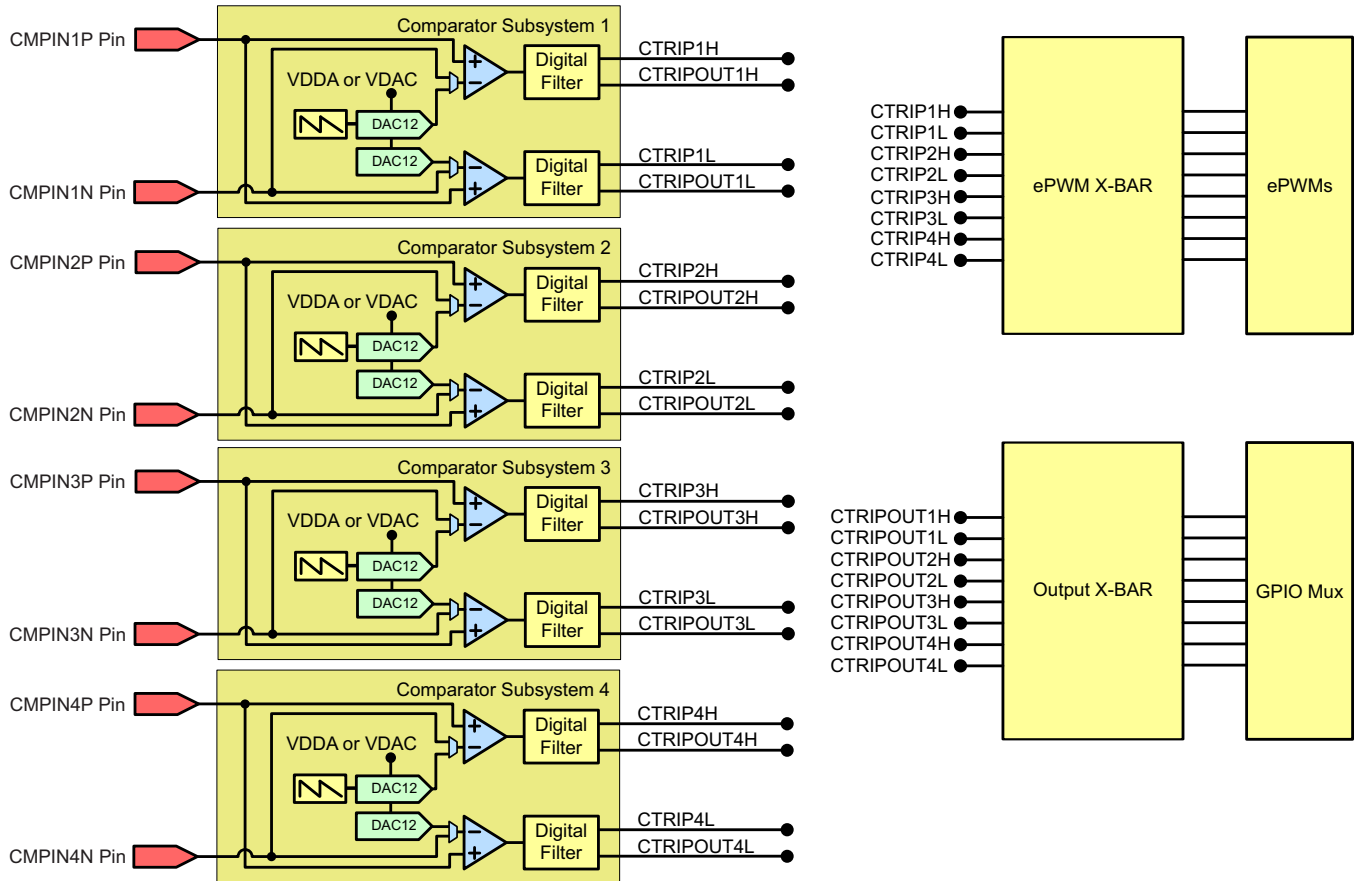 Comparator Subsystem 1
CMPIN1P Pin
VDDA or VDAC
DAC12
DAC12
Digital
Filter
CTRIP1H
CTRIPOUT1H
Digital
Filter
CTRIP1L
CTRIPOUT1L
CMPIN1N Pin
Comparator Subsystem 2
CMPIN2P Pin
VDDA or VDAC
DAC12
DAC12
Digital
Filter
CTRIP2H
CTRIPOUT2H
Digital
Filter
CTRIP2L
CTRIPOUT2L
CMPIN2N Pin
Comparator Subsystem 3
CMPIN3P Pin
VDDA or VDAC
DAC12
DAC12
Digital
Filter
CTRIP3H
CTRIPOUT3H
Digital
Filter
CTRIP3L
CTRIPOUT3L
CMPIN3N Pin
Comparator Subsystem 4
CMPIN4P Pin
VDDA or VDAC
DAC12
DAC12
Digital
Filter
CTRIP4H
CTRIPOUT4H
Digital
Filter
CTRIP4L
CTRIPOUT4L
CMPIN4N Pin
CTRIP1H
CTRIP1L
CTRIP2H
CTRIP2L
CTRIP3H
CTRIP3L
CTRIP4H
CTRIP4L
ePWM X-BAR
ePWMs
CTRIPOUT1H
CTRIPOUT1L
CTRIPOUT2H
CTRIPOUT2L
CTRIPOUT3H
CTRIPOUT3L
CTRIPOUT4H
CTRIPOUT4L
Output X-BAR
GPIO Mux